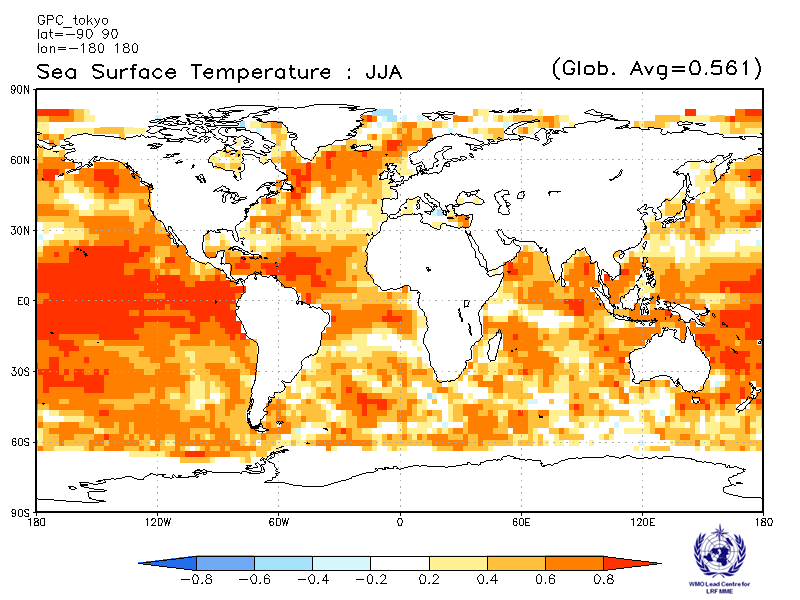 GPC_tokyo
lat=−90 90
lon=−180 180
Sea Surface Temperature : JJA
(Glob. Avg=0.561)
90N
60N
30N
EQ
30S
60S
90S
180 120W 60W 0 60E 120E 180
−0.8 −0.6 −0.4 −0.2 0.2 0.4 0.6 0.8
WMO Lead Centre for
LRF MME